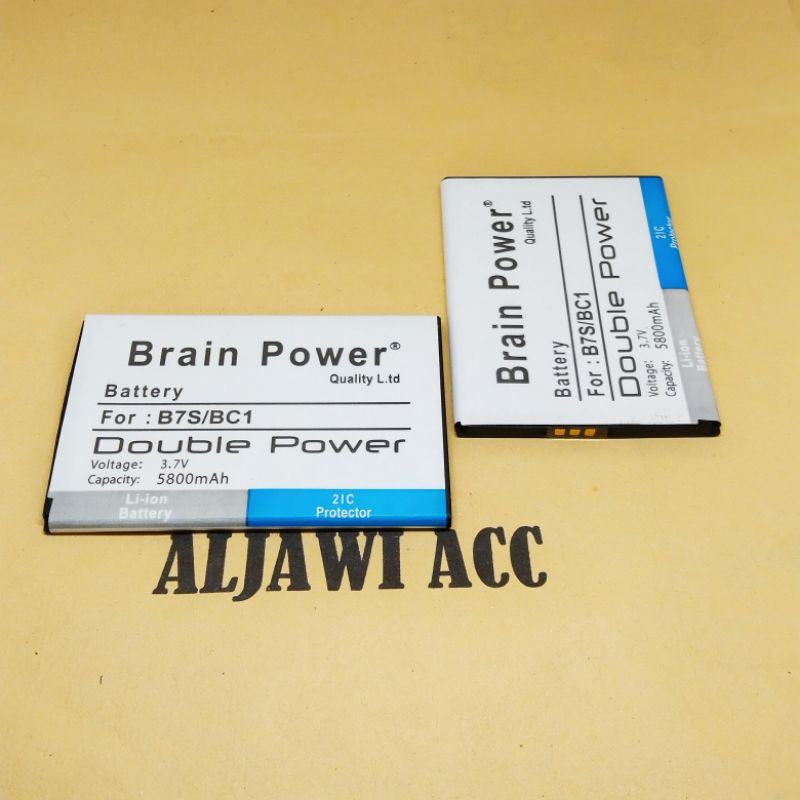 Brain Power®
Quality L.td
Battery
For : B7S/BC1
Double Power
Voltage: 3.7V
Capacity: 5800mAh
Li-ion
Battery
2IC
Protector
Brain Power®
Quality L.td
Battery
For : B7S/BC1
Double Power
Voltage: 3.7V
Capacity: 5800mAh
Li-ion
Battery
2IC
Protector
ALJAWI ACC